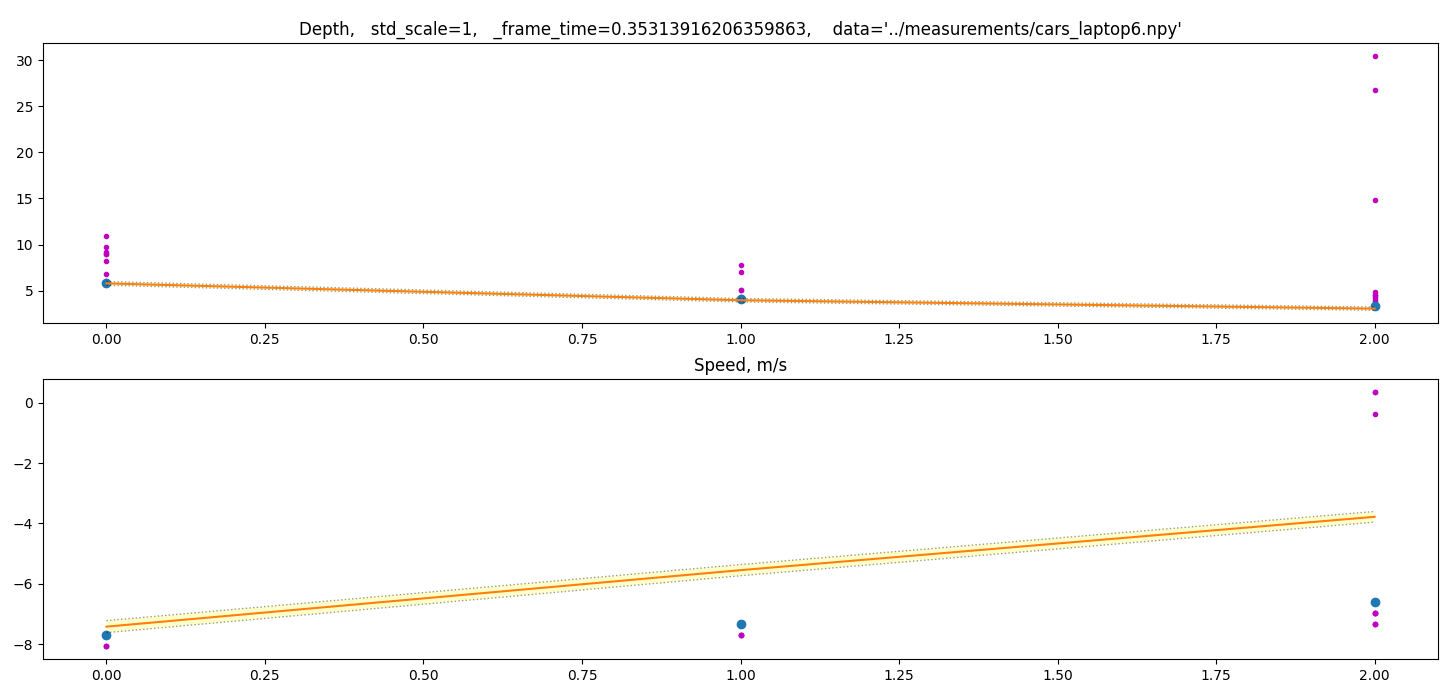 Depth,   std_scale=1,   _frame_time=0.35313916206359863,    data='../measurements/cars_laptop6.npy'
30
25
20
15
10
5
0.00 0.25 0.50 0.75 1.00 1.25 1.50 1.75 2.00
Speed, m/s
0
−2
−4
−6
−8
0.00 0.25 0.50 0.75 1.00 1.25 1.50 1.75 2.00